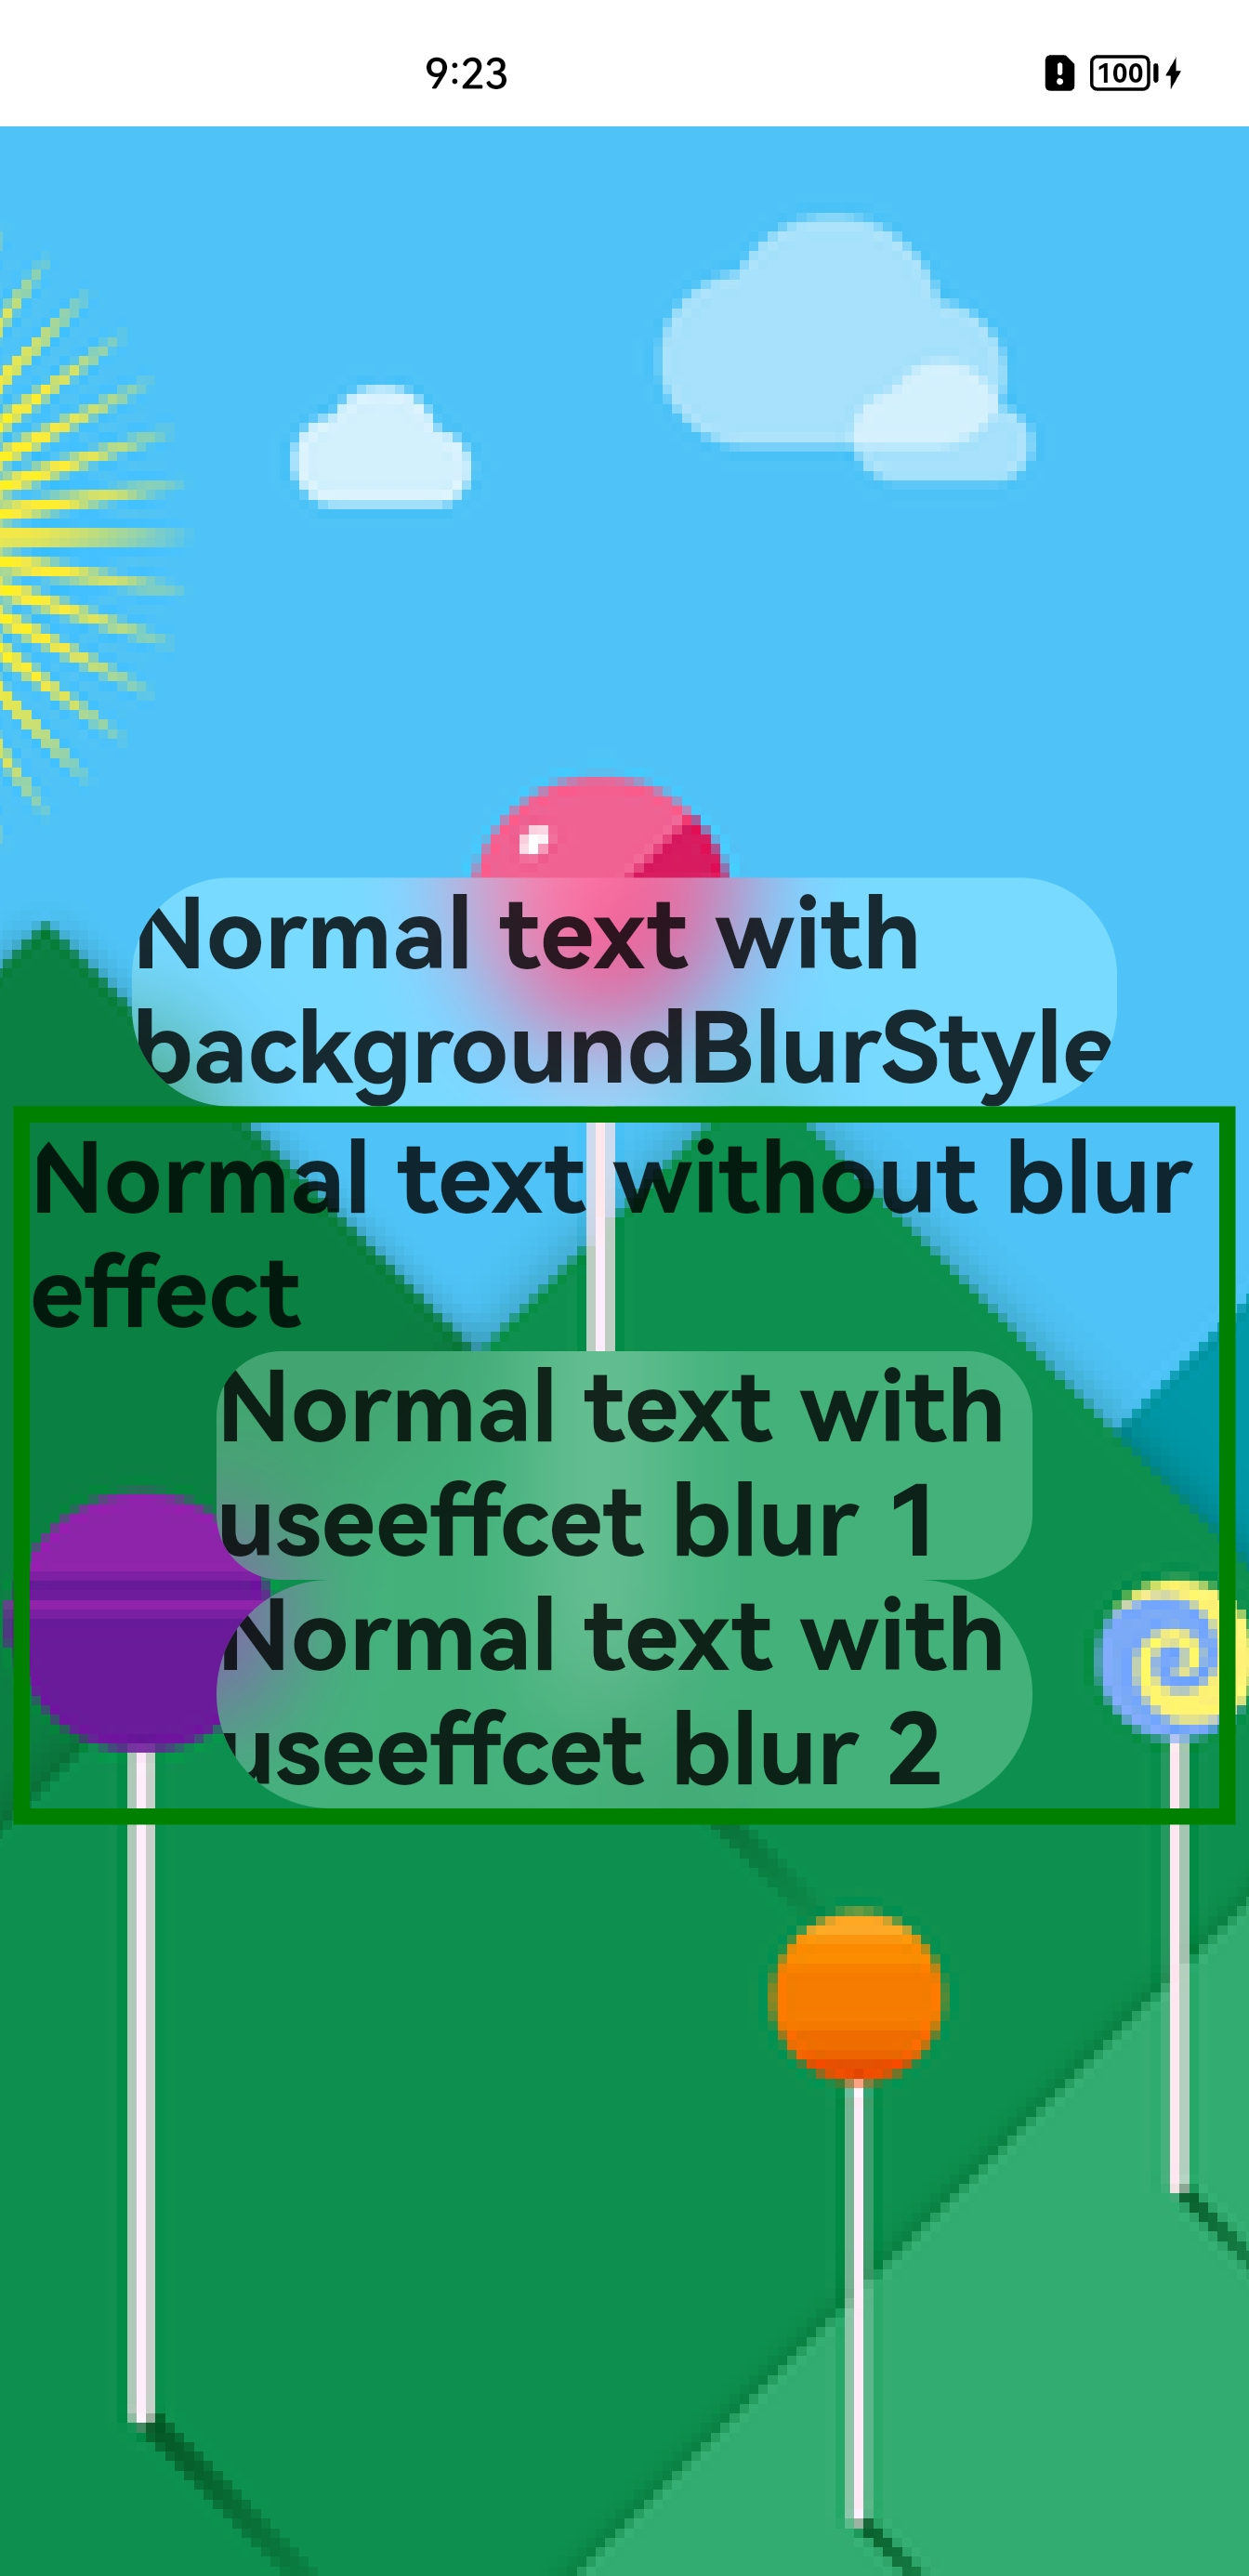 9:23
100
Normal text with
backgroundBlurStyle
Normal text without blur
effect
Normal text with
useeffcet blur 1
Normal text with
useeffcet blur 2